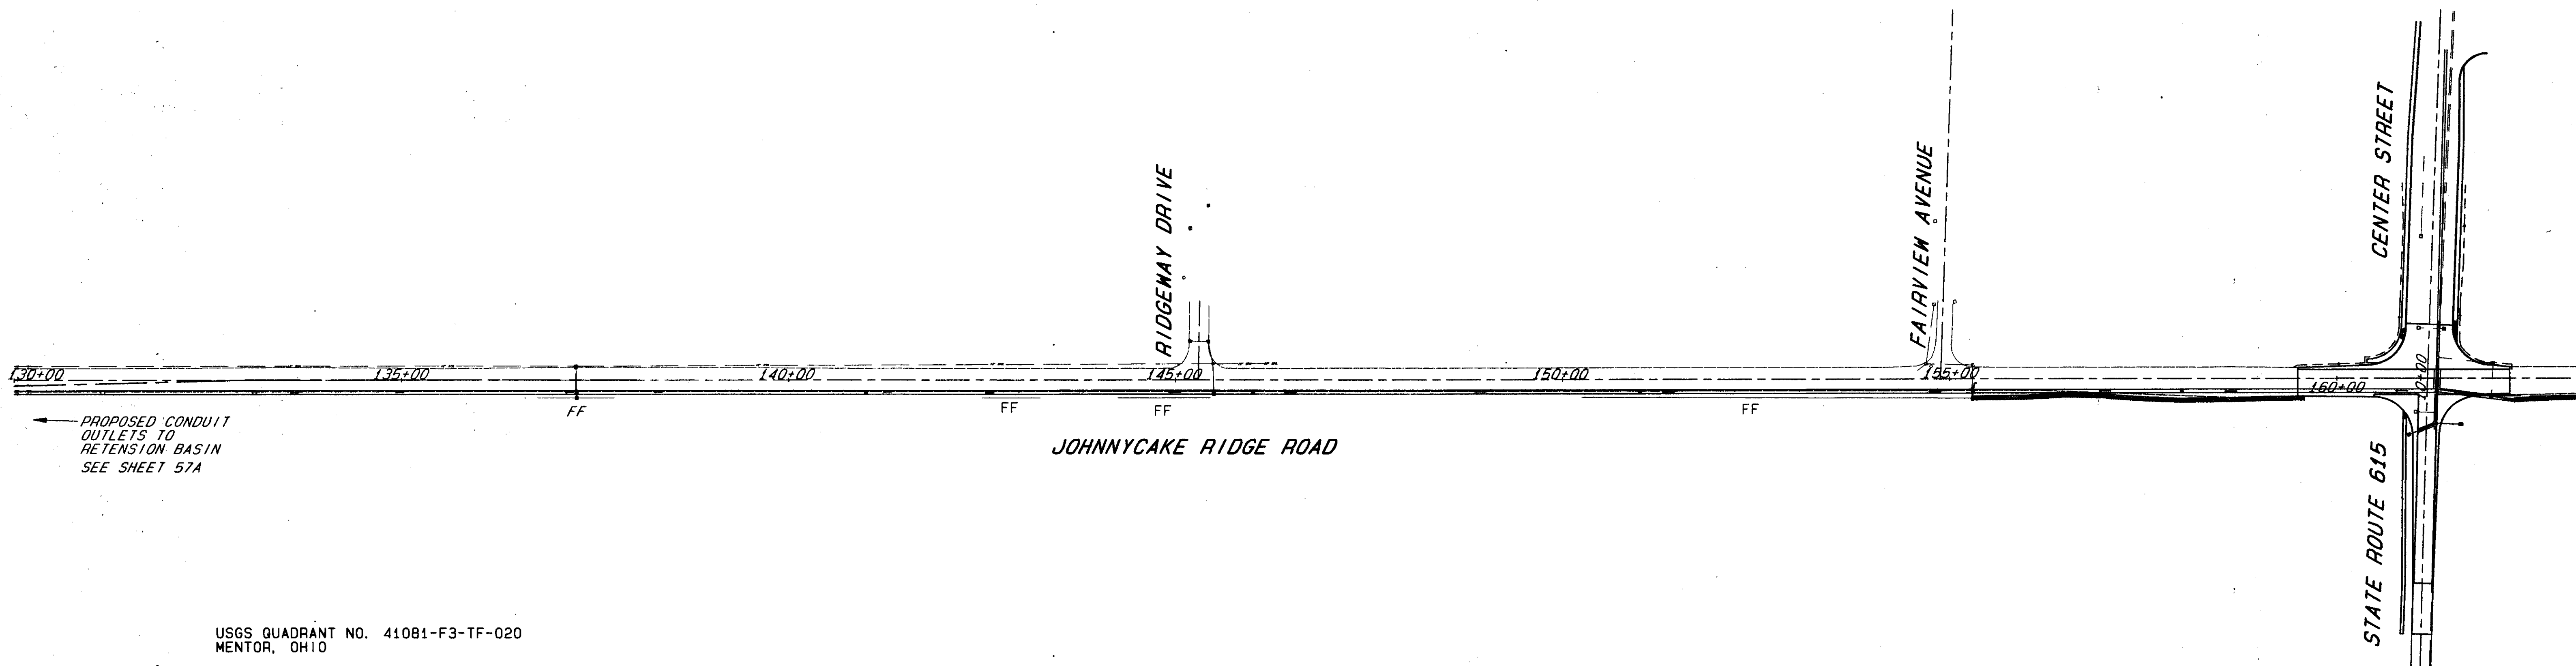 CENTER STREET
RIDGEWAY DRIVE
FAIRVIEW AVENUE
130+00
135+00
140+00
145+00
150+00
155+00
160+00
10+00
FF
FF
FF
FF
PROPOSED CONDUIT
OUTLETS TO
RETENSION BASIN
SEE SHEET 57A
JOHNNYCAKE RIDGE ROAD
STATE ROUTE 615
USGS QUADRANT NO. 41081-F3-TF-020
MENTOR, OHIO